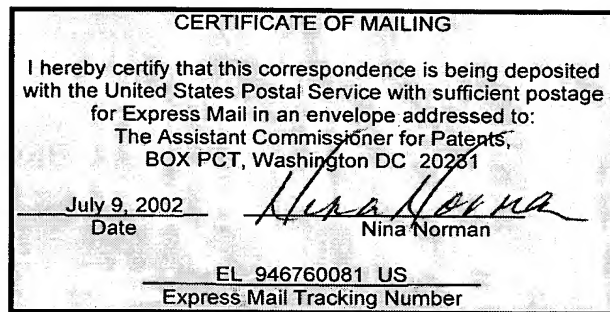 CERTIFICATE OF MAILING
I hereby certify that this correspondence is being deposited
with the United States Postal Service with sufficient postage
for Express Mail in an envelope addressed to:
The Assistant Commissioner for Patents,
BOX PCT, Washington DC 20231
July 9, 2002 Nina Norman
Date Nina Norman
EL 946760081 US
Express Mail Tracking Number